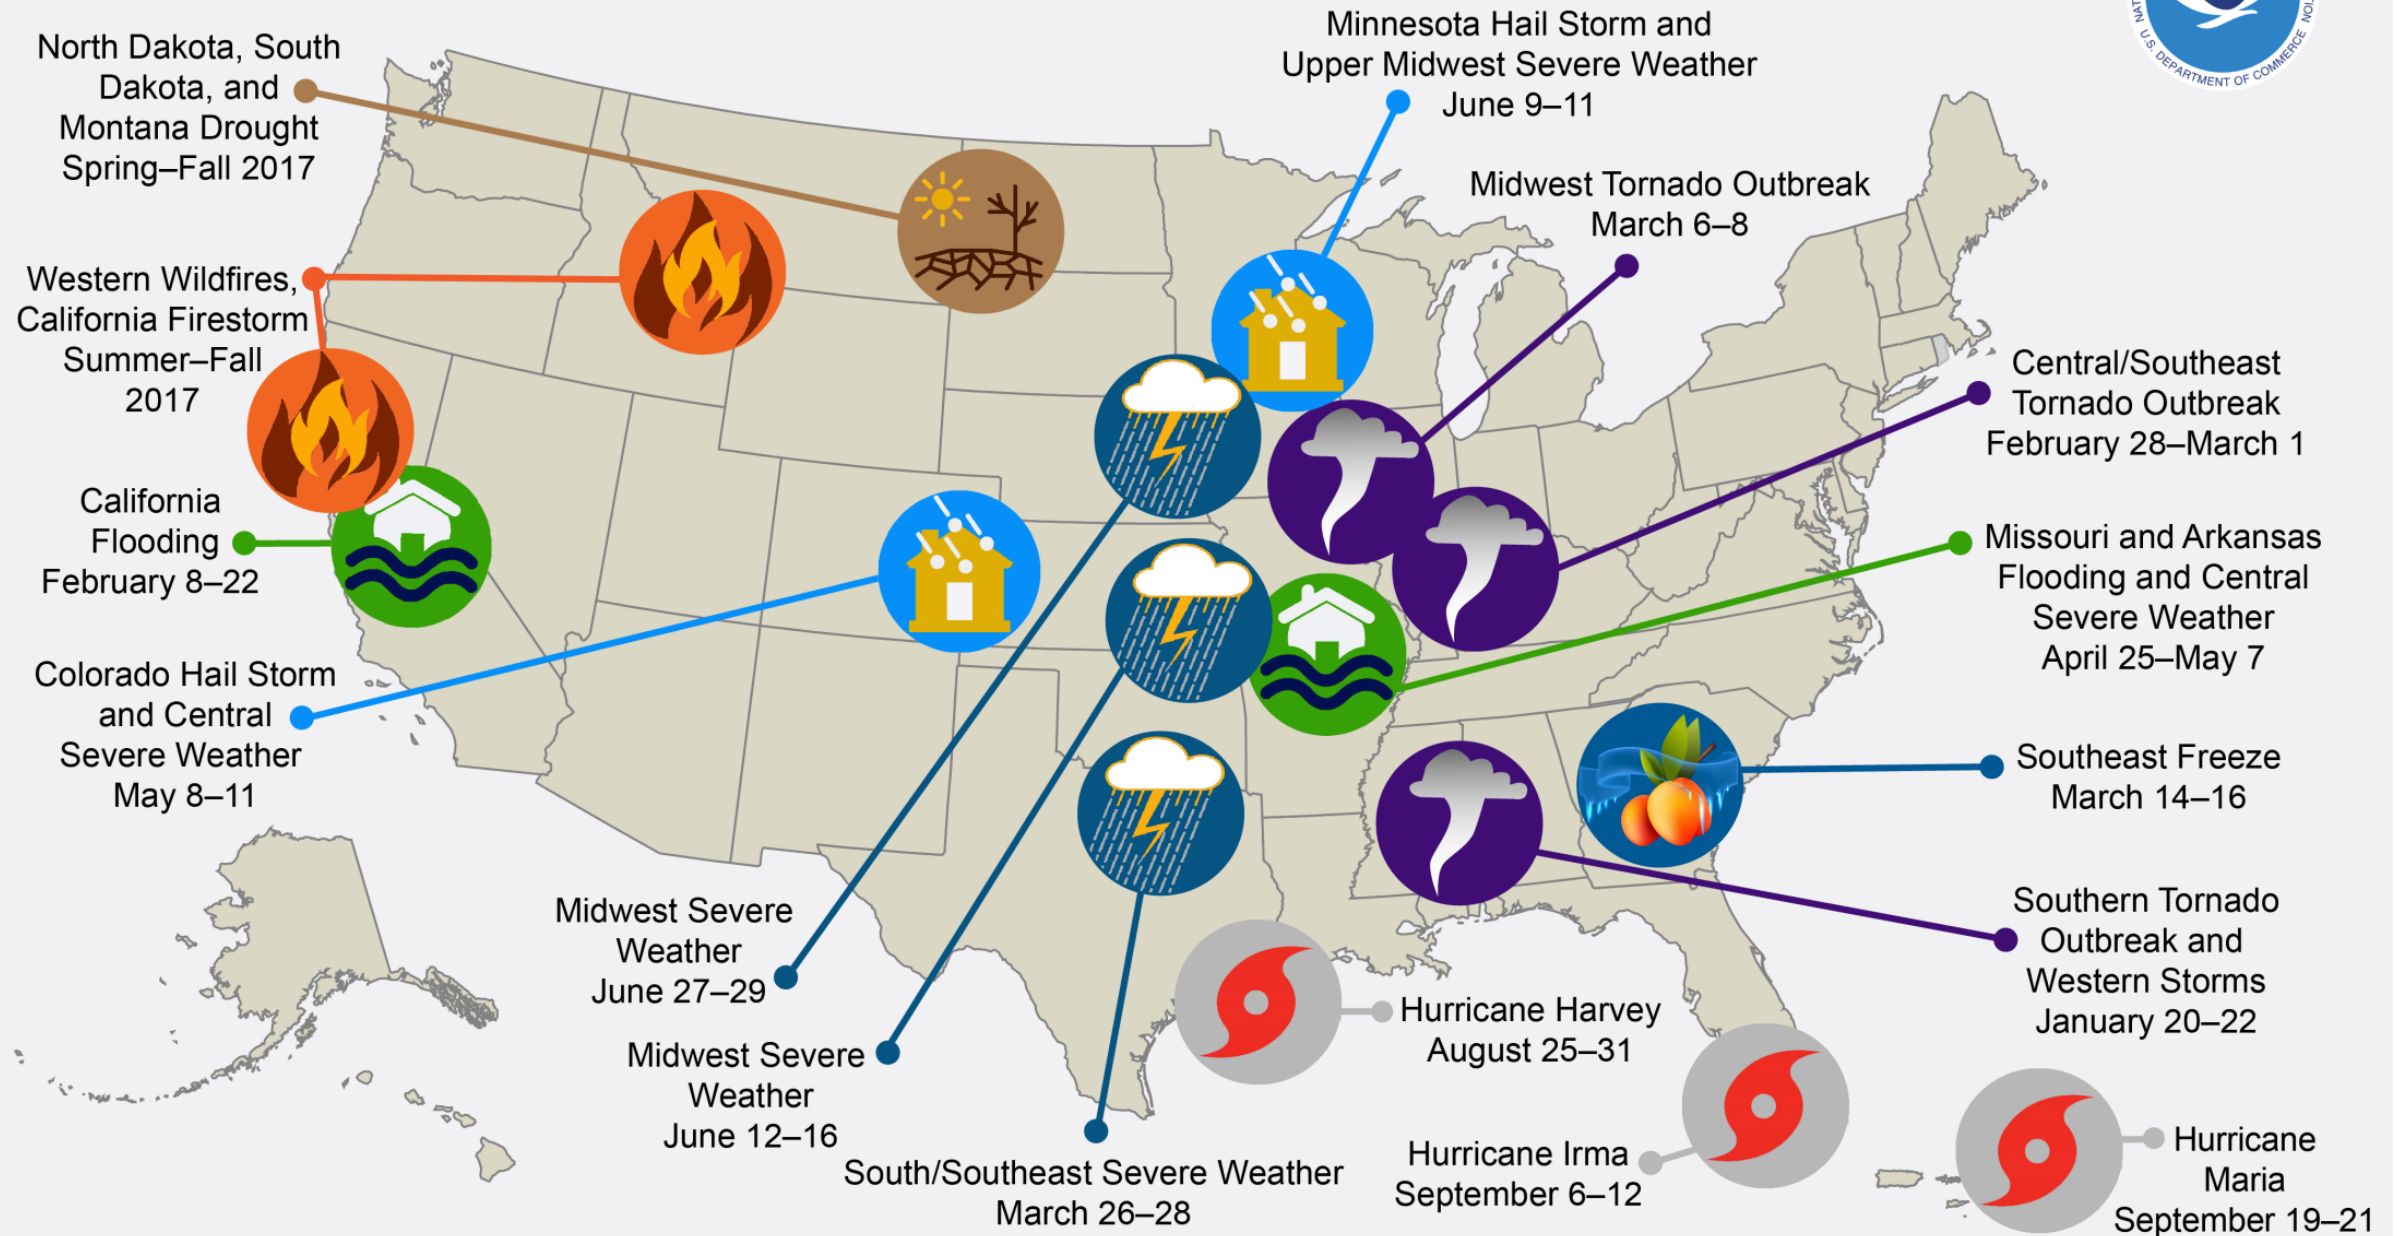 North Dakota, South
Dakota, and
Montana Drought
Spring–Fall 2017
Minnesota Hail Storm and
Upper Midwest Severe Weather
June 9–11
U.S. DEPARTMENT OF COMMERCE
Midwest Tornado Outbreak
March 6–8
Western Wildfires,
California Firestorm
Summer–Fall
2017
Central/Southeast
Tornado Outbreak
February 28–March 1
California
Flooding
February 8–22
Missouri and Arkansas
Flooding and Central
Severe Weather
April 25–May 7
Colorado Hail Storm
and Central
Severe Weather
May 8–11
Southeast Freeze
March 14–16
Midwest Severe
Weather
June 27–29
Southern Tornado
Outbreak and
Western Storms
January 20–22
Hurricane Harvey
August 25–31
Midwest Severe
Weather
June 12–16
South/Southeast Severe Weather
March 26–28
Hurricane Irma
September 6–12
Hurricane
Maria
September 19–21